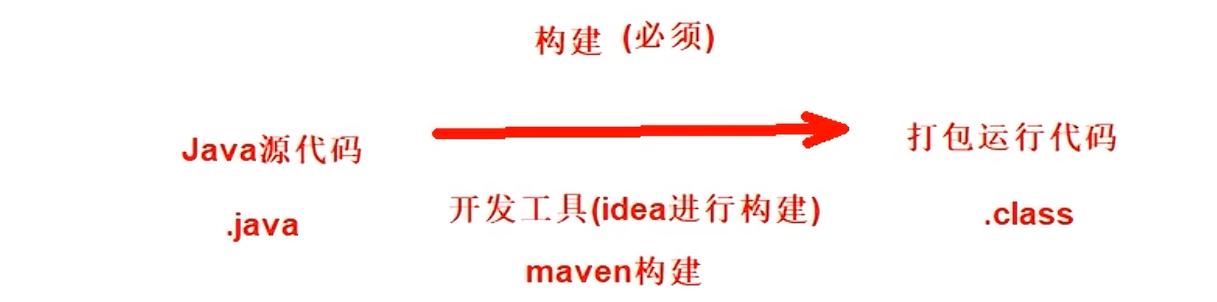 构建 (必须)
Java源代码
打包运行代码
.java
开发工具(idea进行构建)
.class
maven构建